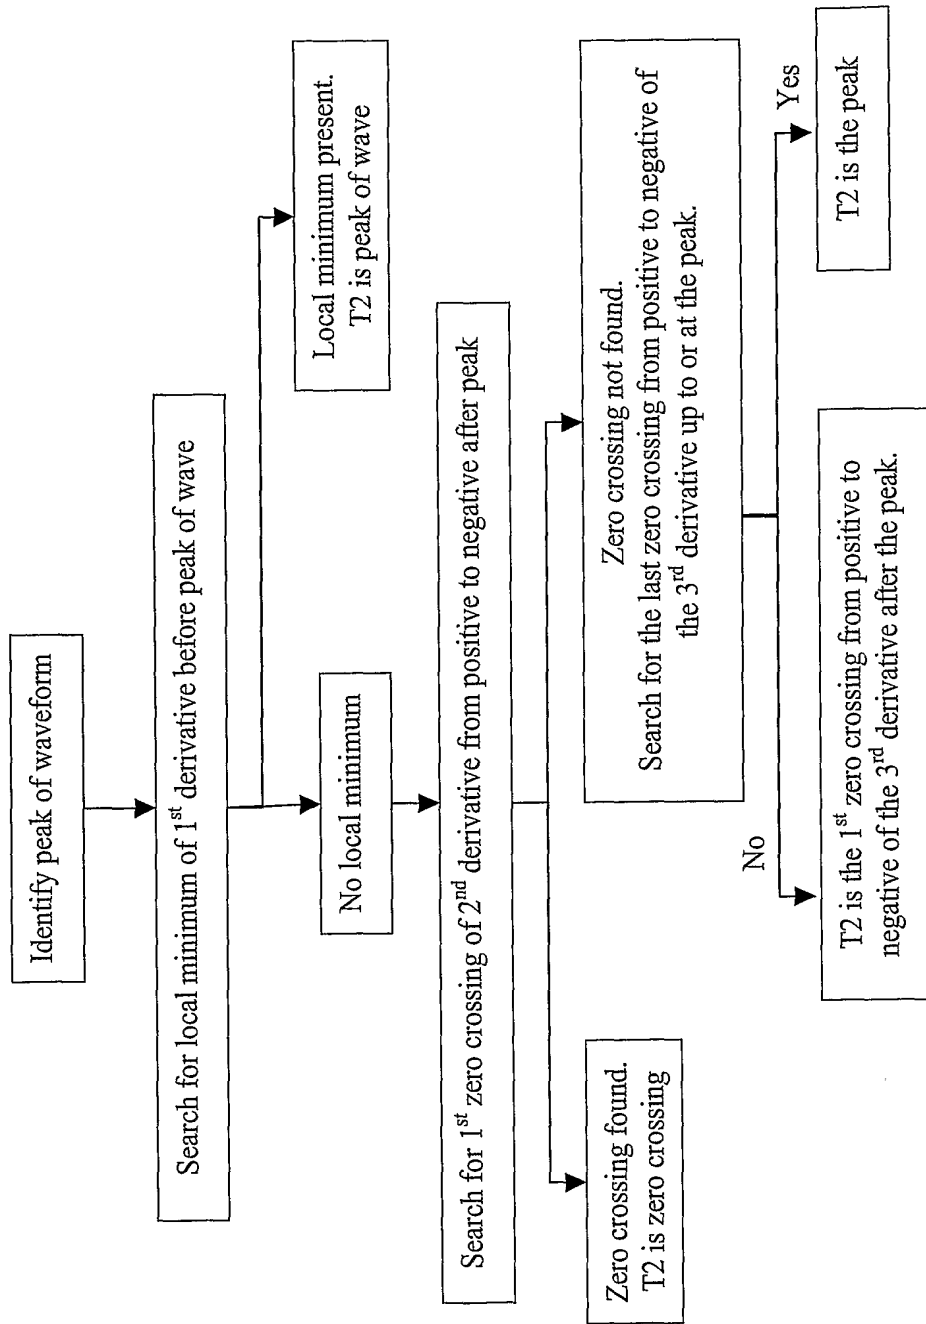 Identify peak of waveform
Search for local minimum of 1st derivative before peak of wave
No local minimum
Local minimum present.
T2 is peak of wave
Search for 1st zero crossing of 2nd derivative from positive to negative after peak
Zero crossing found.
T2 is zero crossing
Zero crossing not found.
Search for the last zero crossing from positive to negative of
the 3rd derivative up to or at the peak.
No
Yes
T2 is the 1st zero crossing from positive to
negative of the 3rd derivative after the peak.
T2 is the peak